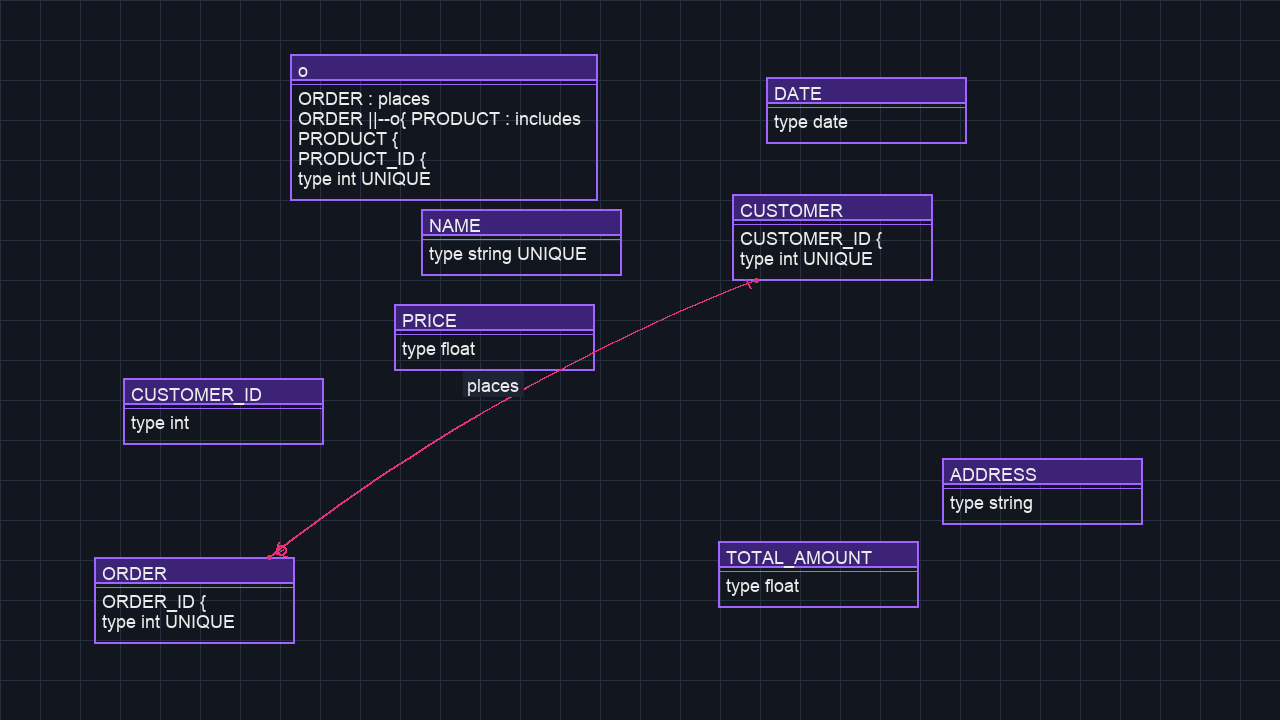 o
ORDER : places
ORDER ||--o{ PRODUCT : includes
PRODUCT {
PRODUCT_ID {
type int UNIQUE
DATE
type date
NAME
type string UNIQUE
CUSTOMER
CUSTOMER_ID {
type int UNIQUE
PRICE
type float
places
CUSTOMER_ID
type int
ADDRESS
type string
TOTAL_AMOUNT
type float
ORDER
ORDER_ID {
type int UNIQUE